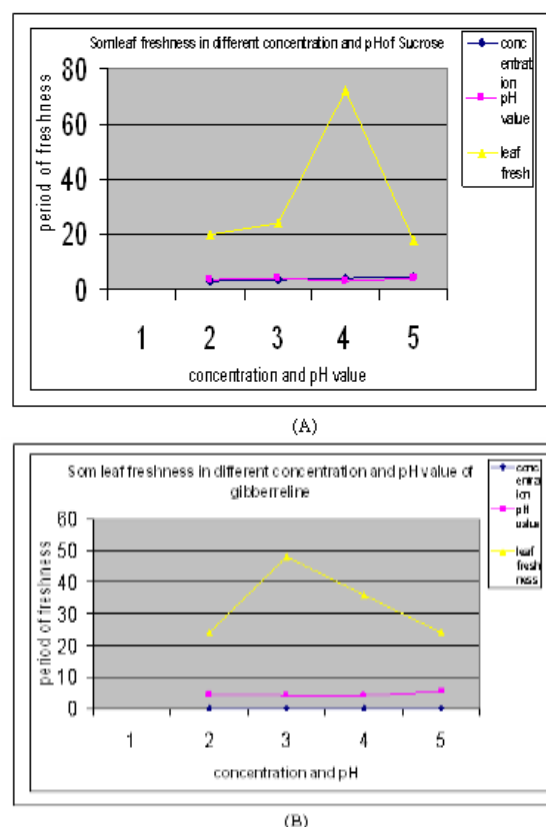 Somleaf freshness in different concentration and pHof Sucrose
80
60
40
20
0
period of freshness
1 2 3 4 5
concentration and pH value
conc
entrat
ion
pH
value
leaf
fresh
(A)
Som leaf freshness in different concentration and pH value of
gibberreline
60
50
40
30
20
10
0
period of freshness
1 2 3 4 5
concentration and pH
conc
entrat
ion
pH
value
leaf
fresh
ness
(B)